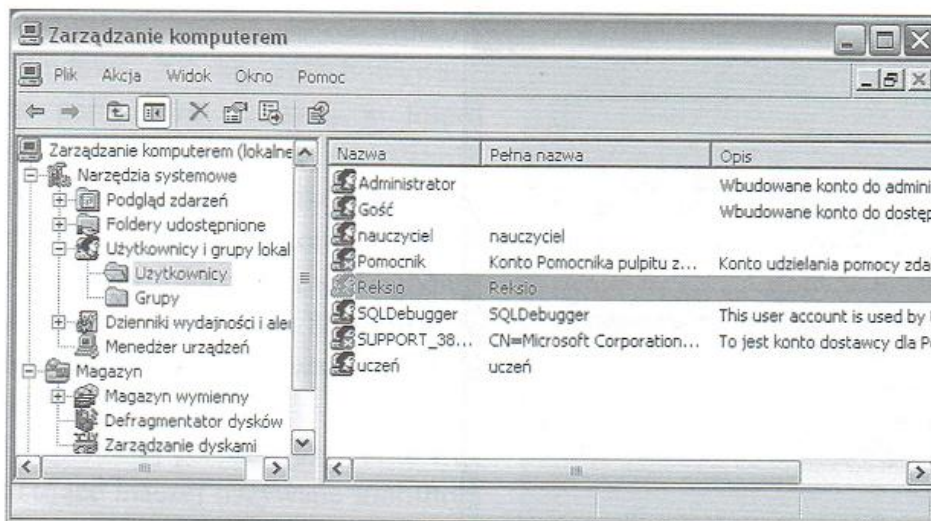 Zarządzanie komputerem
Plik Akcja Widok Okno Pomoc
Zarządzanie komputerem (lokalne
Narzędzia systemowe
Podgląd zdarzeń
Foldery udostępnione
Użytkownicy i grupy lokal
Użytkownicy
Grupy
Dzienniki wydajności i aler
Menedżer urządzeń
Magazyn
Magazyn wymienny
Defragmentator dysków
Zarządzanie dyskami
Nazwa Pełna nazwa Opis
Administrator Wbudowane konto do admini
Gość Wbudowane konto do dostęp
nauczyciel nauczyciel
Pomocnik Konto Pomocnika pulpitu z... Konto udzielania pomocy zda
Reksio Reksio
SQLDebugger SQLDebugger This user account is used by
SUPPORT_38... CN=Microsoft Corporation... To jest konto dostawcy dla P
uczeń uczeń